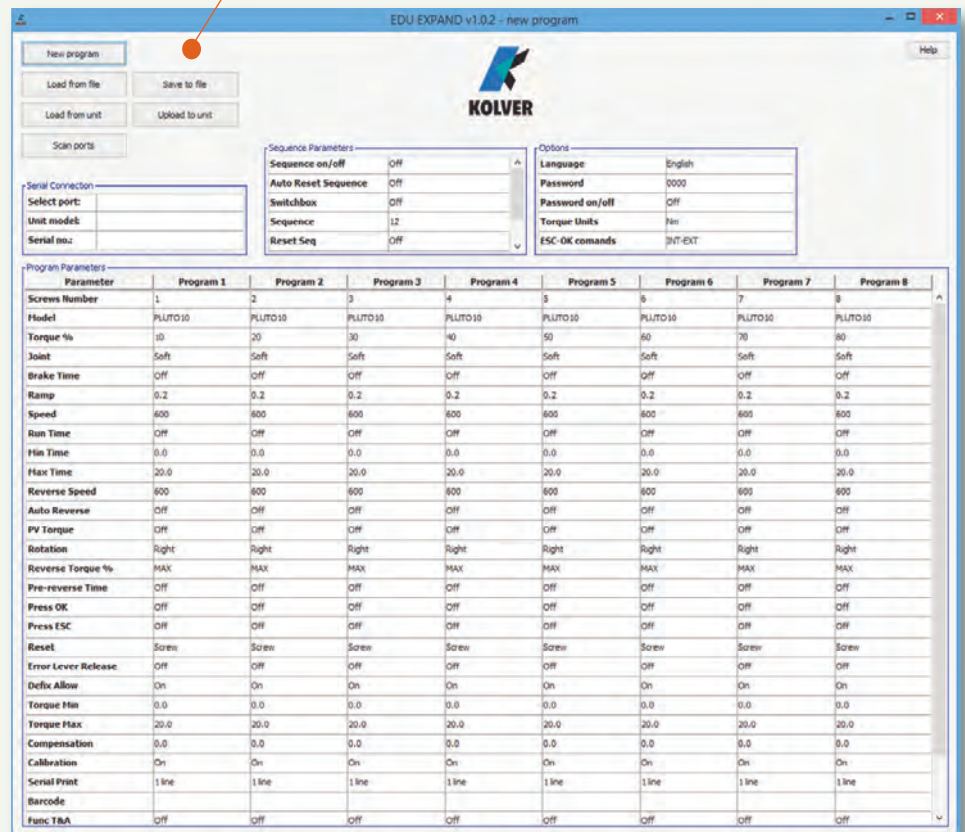 EDU EXPAND v1.0.2 - new program
New program
Help
Load from file
Save to file
Load from unit
Upload to unit
KOLVER
Scan ports
Sequence Parameters
Sequence on/off Off
Auto Reset Sequence Off
Switchbox Off
Sequence 12
Reset Seq Off
Options
Language English
Password 0000
Password on/off Off
Torque Units Nm
ESC-OK comands INT-EXT
Serial Connection
Select port:
Unit model:
Serial no.:
Program Parameters
Parameter Program 1 Program 2 Program 3 Program 4 Program 5 Program 6 Program 7 Program 8
Screws Number 1 2 3 4 5 6 7 8
Model PLUTO10 PLUTO10 PLUTO10 PLUTO10 PLUTO10 PLUTO10 PLUTO10 PLUTO10
Torque % 10 20 30 40 50 60 70 80
Joint Soft Soft Soft Soft Soft Soft Soft Soft
Brake Time Off Off Off Off Off Off Off Off
Ramp 0.2 0.2 0.2 0.2 0.2 0.2 0.2 0.2
Speed 600 600 600 600 600 600 600 600
Run Time Off Off Off Off Off Off Off Off
Min Time 0.0 0.0 0.0 0.0 0.0 0.0 0.0 0.0
Max Time 20.0 20.0 20.0 20.0 20.0 20.0 20.0 20.0
Reverse Speed 600 600 600 600 600 600 600 600
Auto Reverse Off Off Off Off Off Off Off Off
PV Torque Off Off Off Off Off Off Off Off
Rotation Right Right Right Right Right Right Right Right
Reverse Torque % MAX MAX MAX MAX MAX MAX MAX MAX
Pre-reverse Time Off Off Off Off Off Off Off Off
Press OK Off Off Off Off Off Off Off Off
Press ESC Off Off Off Off Off Off Off Off
Reset Screw Screw Screw Screw Screw Screw Screw Screw
Error Lever Release Off Off Off Off Off Off Off Off
Defix Allow On On On On On On On On
Torque Min 0.0 0.0 0.0 0.0 0.0 0.0 0.0 0.0
Torque Max 20.0 20.0 20.0 20.0 20.0 20.0 20.0 20.0
Compensation 0.0 0.0 0.0 0.0 0.0 0.0 0.0 0.0
Calibration On On On On On On On On
Serial Print 1 line 1 line 1 line 1 line 1 line 1 line 1 line 1 line
Barcode
Func T&A Off Off Off Off Off Off Off Off